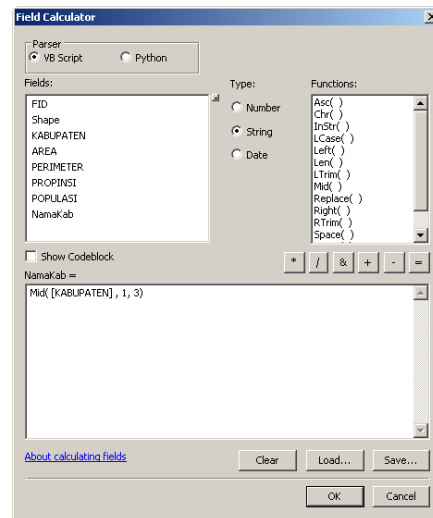 Field Calculator
Parser
VB Script Python
Fields: Type: Functions:
FID
Shape
KABUPATEN
AREA
PERIMETER
PROPINSI
POPULASI
NamaKab
Number
String
Date
Asc( )
Chr( )
InStr( )
LCase( )
Left( )
Len( )
LTrim( )
Mid( )
Replace( )
Right( )
RTrim( )
Space( )
Show Codeblock
* / & + - =
NamaKab =
Mid( [KABUPATEN] , 1, 3)
About calculating fields Clear Load... Save...
OK Cancel